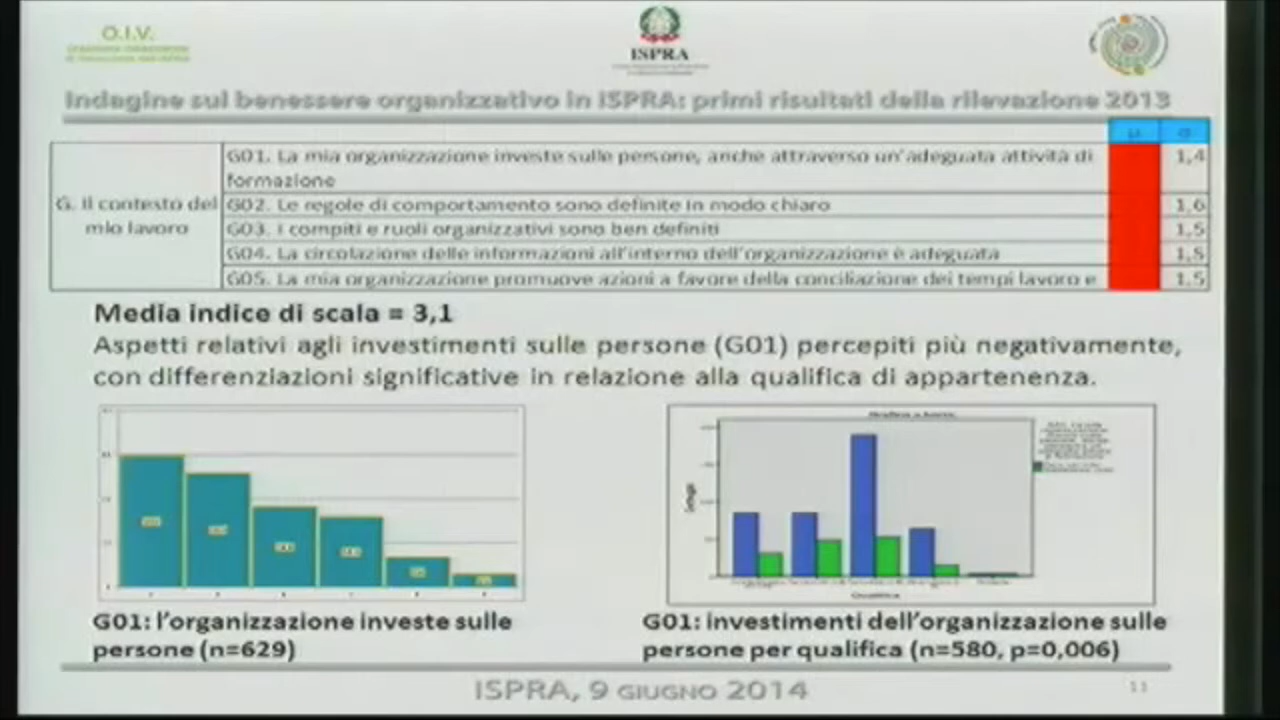 O.I.V.
ISPRA
Indagine sul benessere organizzativo in ISPRA: primi risultati della rilevazione 2013
μ σ
G. Il contesto del mio lavoro
G01. La mia organizzazione investe sulle persone, anche attraverso un'adeguata attività di formazione
1,4
G02. Le regole di comportamento sono definite in modo chiaro
1,6
G03. I compiti e ruoli organizzativi sono ben definiti
1,5
G04. La circolazione delle informazioni all'interno dell'organizzazione è adeguata
1,5
G05. La mia organizzazione promuove azioni a favore della conciliazione dei tempi lavoro e
1,5
Media indice di scala = 3,1
Aspetti relativi agli investimenti sulle persone (G01) percepiti più negativamente,
con differenziazioni significative in relazione alla qualifica di appartenenza.
Grafico a barre
Qualifica
G01: l'organizzazione investe sulle
persone (n=629)
G01: investimenti dell'organizzazione sulle
persone per qualifica (n=580, p=0,006)
ISPRA, 9 GIUGNO 2014
11